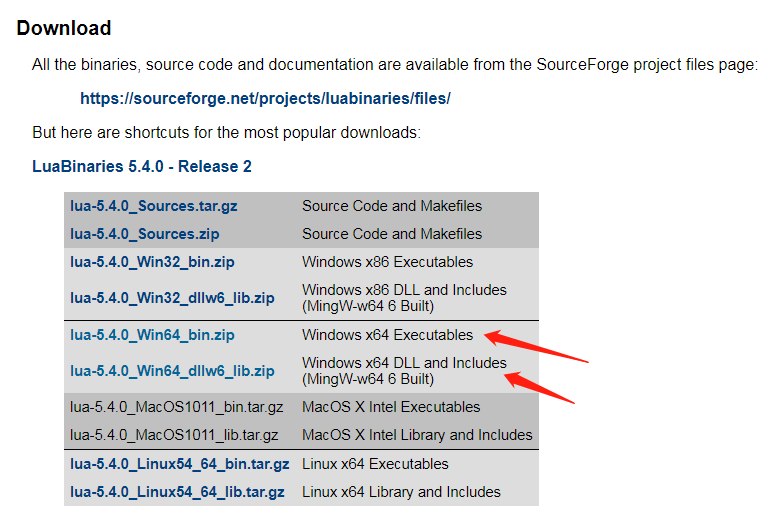 Download
All the binaries, source code and documentation are available from the SourceForge project files page:
https://sourceforge.net/projects/luabinaries/files/
But here are shortcuts for the most popular downloads:
LuaBinaries 5.4.0 - Release 2
lua-5.4.0_Sources.tar.gz Source Code and Makefiles
lua-5.4.0_Sources.zip Source Code and Makefiles
lua-5.4.0_Win32_bin.zip Windows x86 Executables
lua-5.4.0_Win32_dllw6_lib.zip Windows x86 DLL and Includes
(MingW-w64 6 Built)
lua-5.4.0_Win64_bin.zip Windows x64 Executables
lua-5.4.0_Win64_dllw6_lib.zip Windows x64 DLL and Includes
(MingW-w64 6 Built)
lua-5.4.0_MacOS1011_bin.tar.gz MacOS X Intel Executables
lua-5.4.0_MacOS1011_lib.tar.gz MacOS X Intel Library and Includes
lua-5.4.0_Linux54_64_bin.tar.gz Linux x64 Executables
lua-5.4.0_Linux54_64_lib.tar.gz Linux x64 Library and Includes